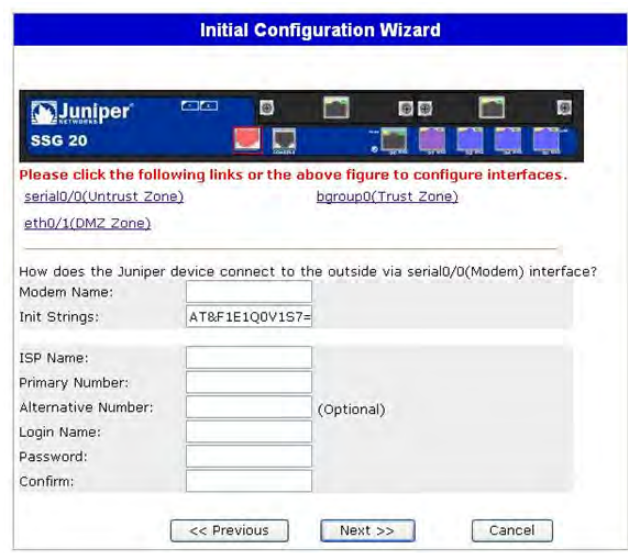 Initial Configuration Wizard
Juniper
NETWORKS
SSG 20
Please click the following links or the above figure to configure interfaces.
serial0/0(Untrust Zone) bgroup0(Trust Zone)
eth0/1(DMZ Zone)
How does the Juniper device connect to the outside via serial0/0(Modem) interface?
Modem Name:
Init Strings: AT&F1E1Q0V1S7=
ISP Name:
Primary Number:
Alternative Number: (Optional)
Login Name:
Password:
Confirm:
<< Previous Next >> Cancel